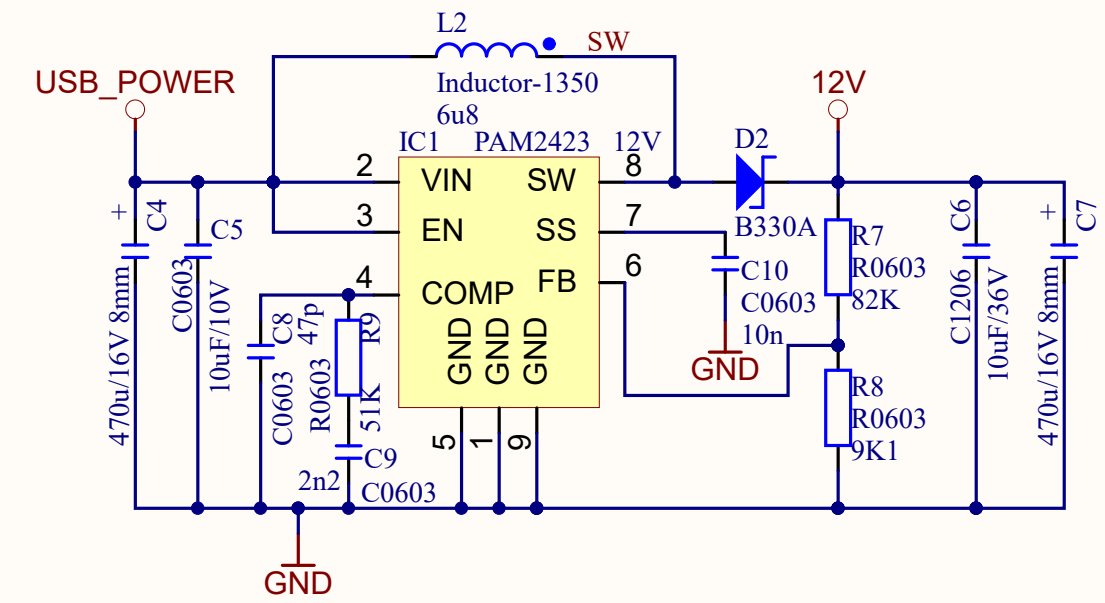 L2
SW
USB_POWER
Inductor-1350
6u8
12V
IC1
PAM2423
12V
D2
2
VIN
SW
8
3
EN
SS
7
4
COMP
FB
6
GND
GND
GND
5
1
9
+
C4
470u/16V 8mm
C5
C0603
10uF/10V
C8
47p
C0603
R9
R0603
51K
C9
2n2
C0603
C10
C0603
10n
GND
B330A
R7
R0603
82K
R8
R0603
9K1
C6
C1206
10uF/36V
+
C7
470u/16V 8mm
GND